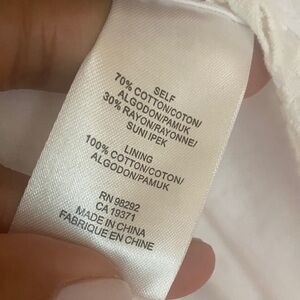 SELF
70% COTTON/COTON/
ALGODON/PAMUK
30% RAYON/RAYONNE/
SUNI IPEK
LINING
100% COTTON/COTON/
ALGODON/PAMUK
RN 98292
CA 19371
MADE IN CHINA
FABRIQUE EN CHINE